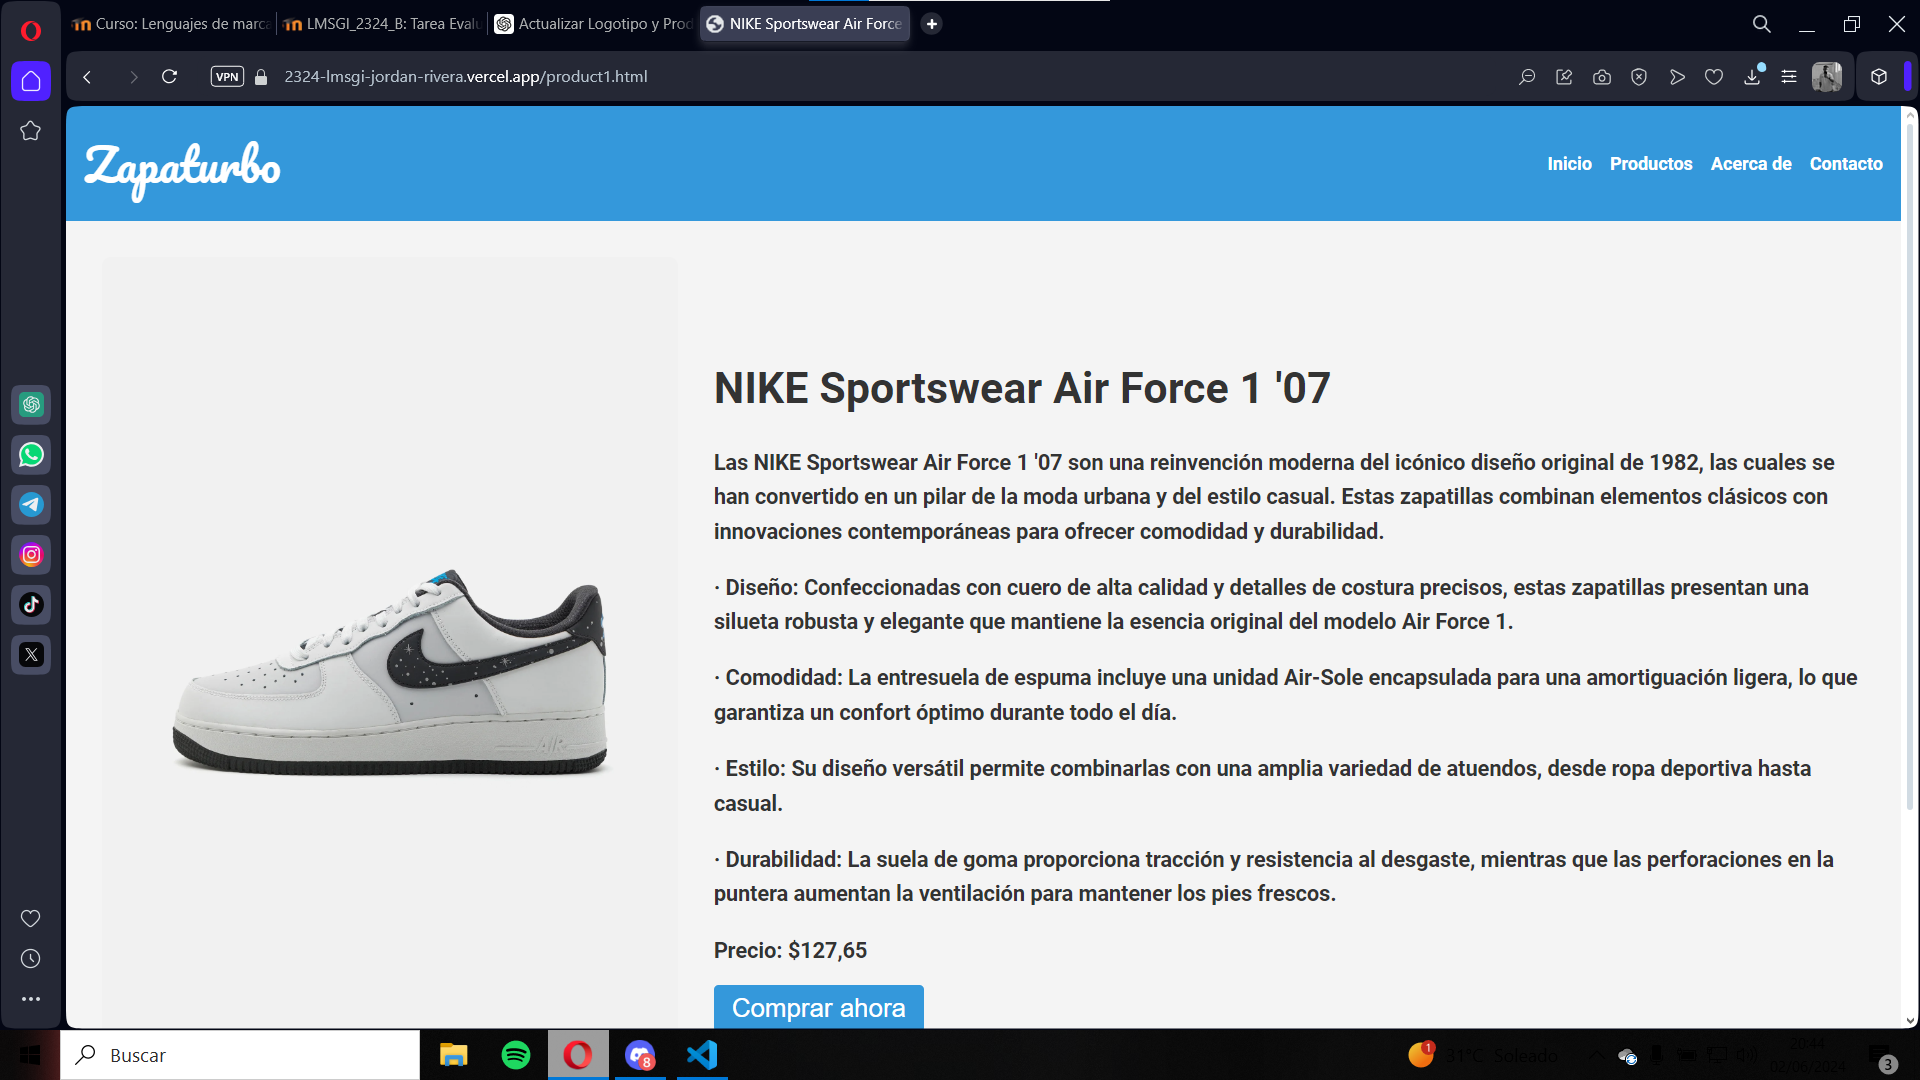 Curso: Lenguajes de marca
LMSGI_2324_B: Tarea Evalu
Actualizar Logotipo y Prod
NIKE Sportswear Air Force
VPN
2324-lmsgi-jordan-rivera.vercel.app/product1.html
Zapaturbo
Inicio Productos Acerca de Contacto
NIKE Sportswear Air Force 1 '07
Las NIKE Sportswear Air Force 1 '07 son una reinvención moderna del icónico diseño original de 1982, las cuales se
han convertido en un pilar de la moda urbana y del estilo casual. Estas zapatillas combinan elementos clásicos con
innovaciones contemporáneas para ofrecer comodidad y durabilidad.
· Diseño: Confeccionadas con cuero de alta calidad y detalles de costura precisos, estas zapatillas presentan una
silueta robusta y elegante que mantiene la esencia original del modelo Air Force 1.
· Comodidad: La entresuela de espuma incluye una unidad Air-Sole encapsulada para una amortiguación ligera, lo que
garantiza un confort óptimo durante todo el día.
· Estilo: Su diseño versátil permite combinarlas con una amplia variedad de atuendos, desde ropa deportiva hasta
casual.
· Durabilidad: La suela de goma proporciona tracción y resistencia al desgaste, mientras que las perforaciones en la
puntera aumentan la ventilación para mantener los pies frescos.
Precio: $127,65
Comprar ahora
AIR
Buscar
8
1
31°C Soleado
20:44
02/06/2024
3